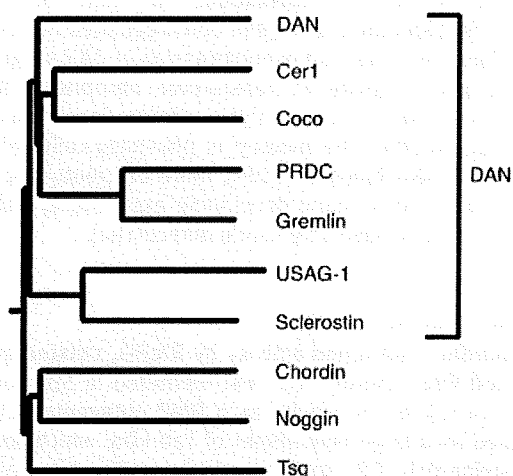 DAN
Cer1
Coco
PRDC
DAN
Gremlin
USAG-1
Sclerostin
Chordin
Noggin
Tsg